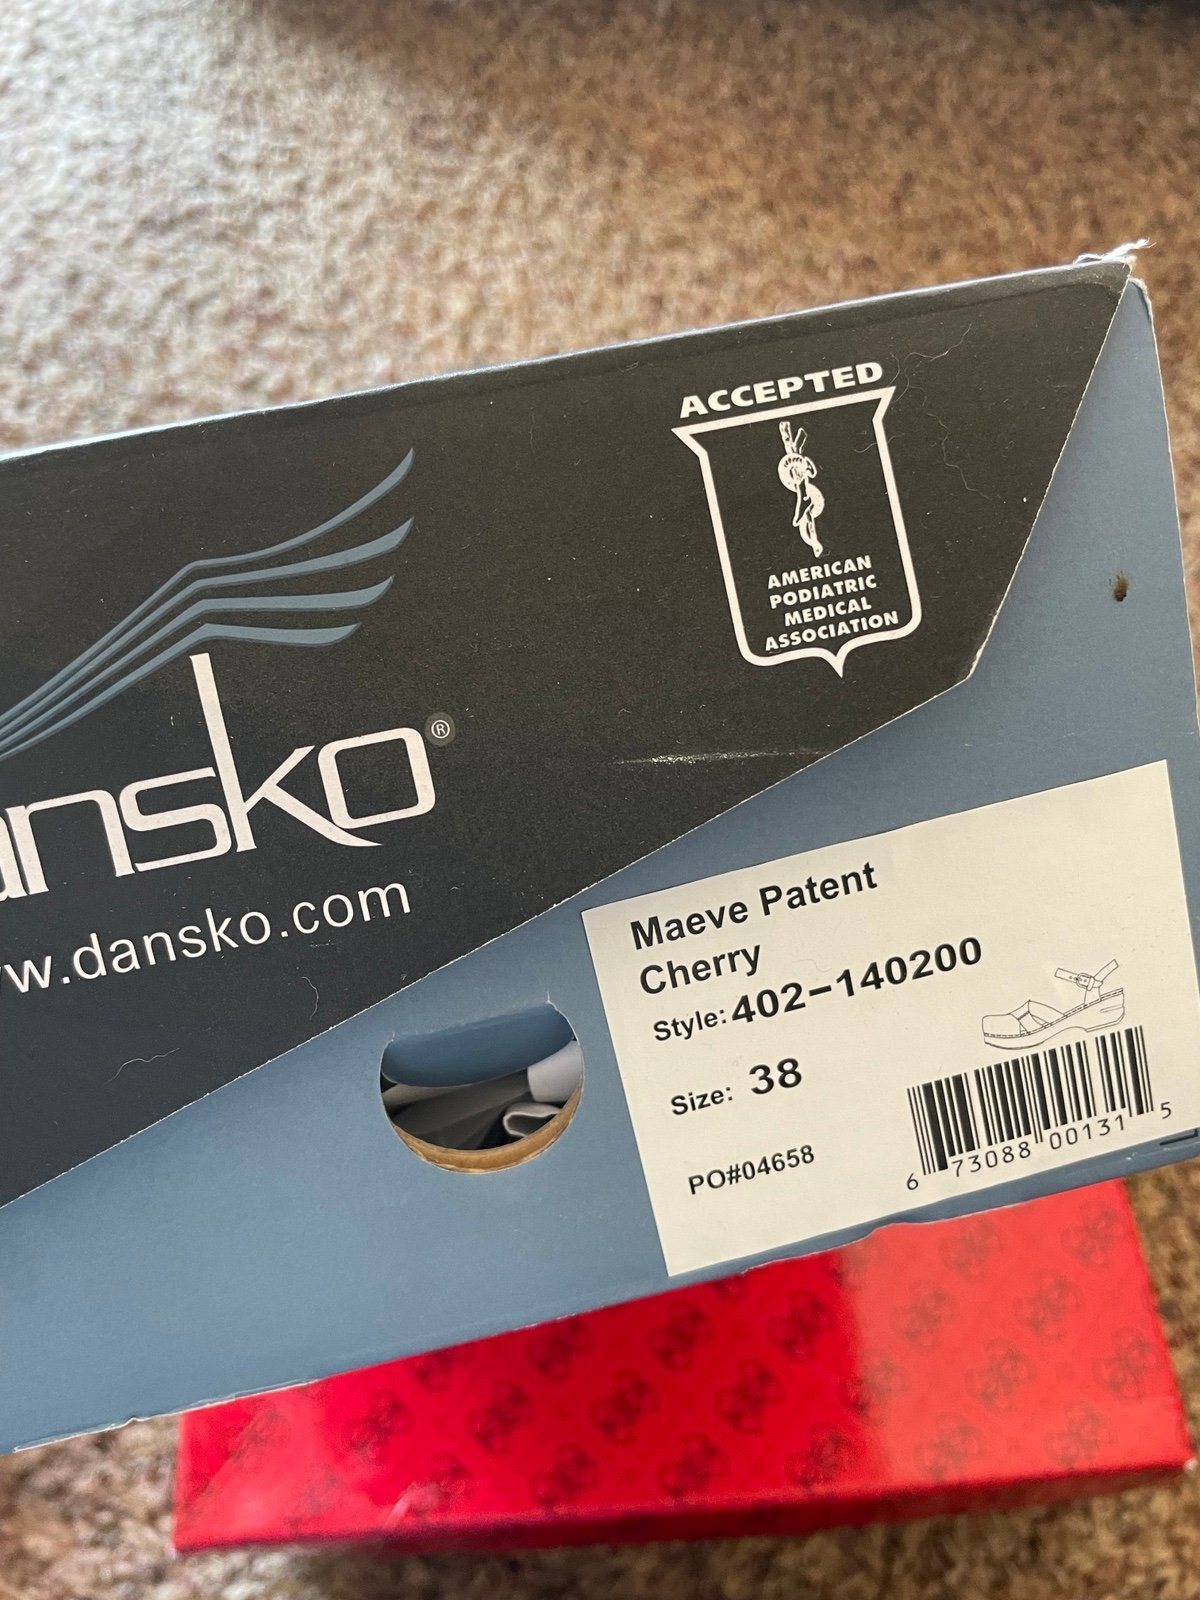 ACCEPTED
AMERICAN
PODIATRIC
MEDICAL
ASSOCIATION
ansko®
w.dansko.com
Maeve Patent
Cherry
Style: 402-140200
Size: 38
PO#04658
6 73088 00131 5